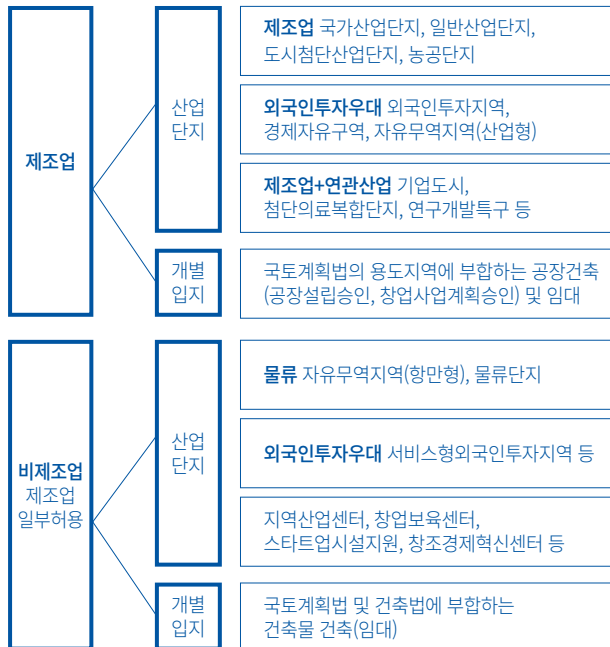 제조업
산업
단지
제조업 국가산업단지, 일반산업단지,
도시첨단산업단지, 농공단지
외국인투자우대 외국인투자지역,
경제자유구역, 자유무역지역(산업형)
제조업+연관산업 기업도시,
첨단의료복합단지, 연구개발특구 등
개별
입지
국토계획법의 용도지역에 부합하는 공장건축
(공장설립승인, 창업사업계획승인) 및 임대
비제조업
제조업
일부허용
산업
단지
물류 자유무역지역(항만형), 물류단지
외국인투자우대 서비스형외국인투자지역 등
지역산업센터, 창업보육센터,
스타트업시설지원, 창조경제혁신센터 등
개별
입지
국토계획법 및 건축법에 부합하는
건축물 건축(임대)